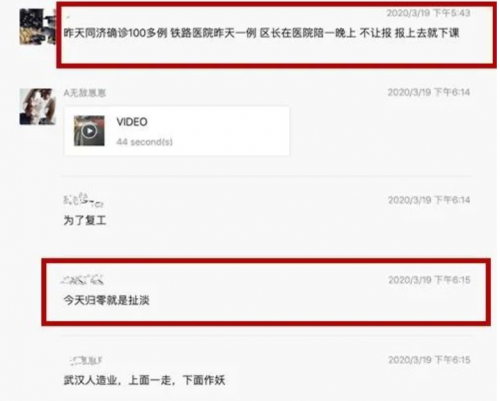 2020/3/19 下午5:43
昨天同济确诊100多例 铁路医院昨天一例 区长在医院陪一晚上 不让报 报上去就下课
A无敌崽崽
2020/3/19 下午6:14
VIDEO
44 second(s)
2020/3/19 下午6:14
为了复工
2020/3/19 下午6:15
今天归零就是扯淡
2020/3/19 下午6:15
武汉人造业，上面一走，下面作妖